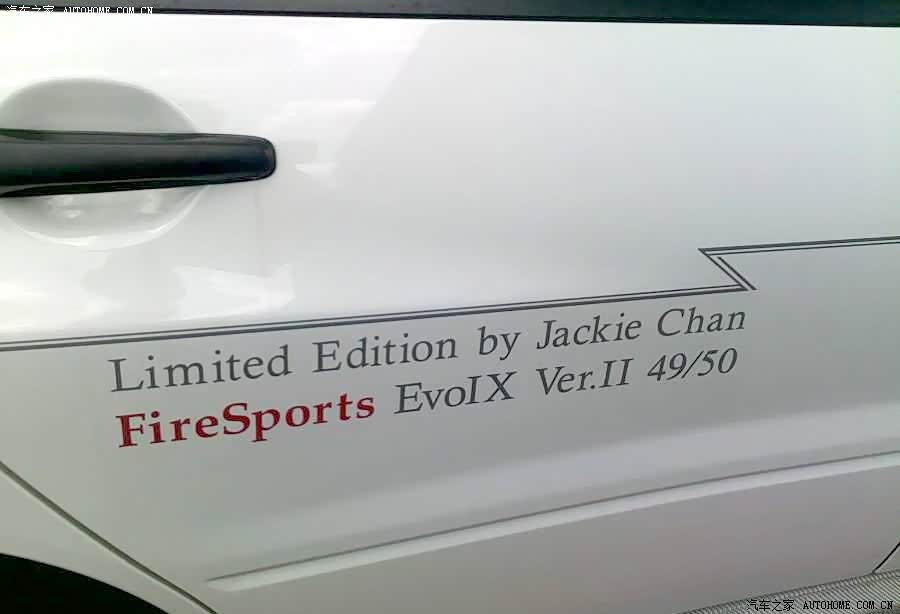 汽车之家 AUTOHOME.COM.CN
Limited Edition by Jackie Chan
FireSports EvoIX Ver.II 49/50
汽车之家 AUTOHOME.COM.CN